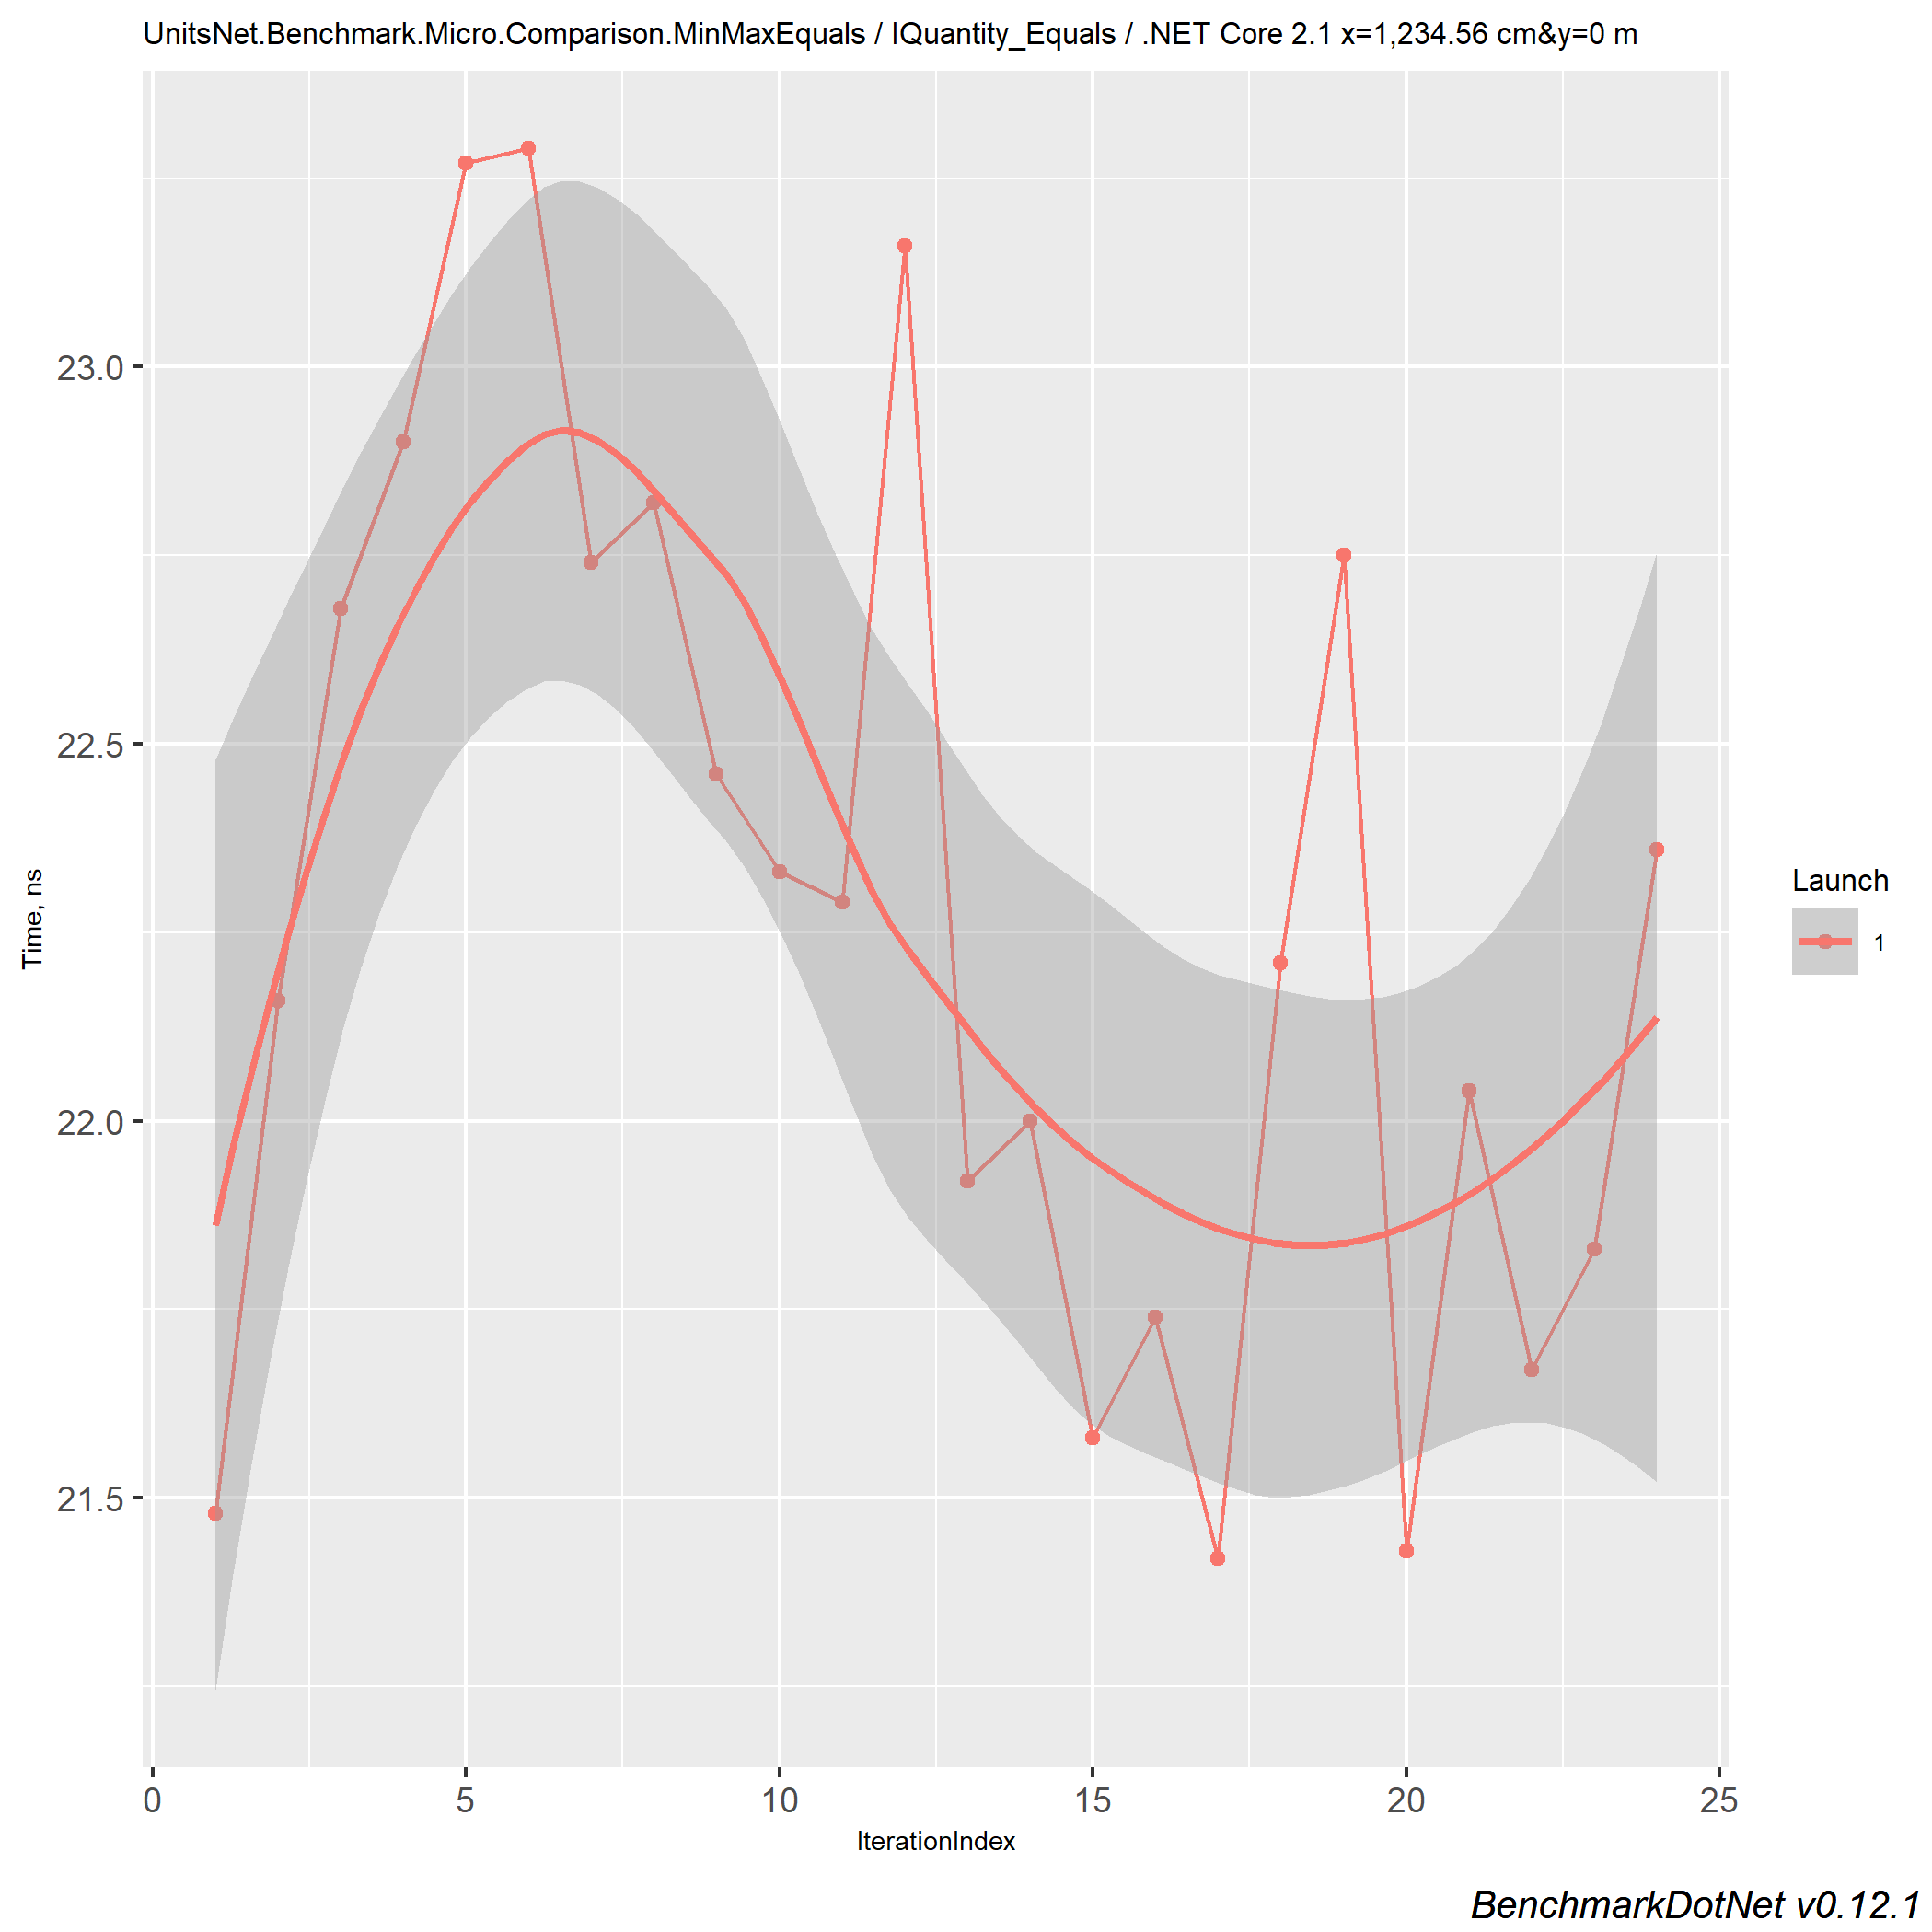 UnitsNet.Benchmark.Micro.Comparison.MinMaxEquals / IQuantity_Equals / .NET Core 2.1 x=1,234.56 cm&y=0 m
23.0
22.5
22.0
21.5
Time, ns
0 5 10 15 20 25
IterationIndex
Launch
1
BenchmarkDotNet v0.12.1